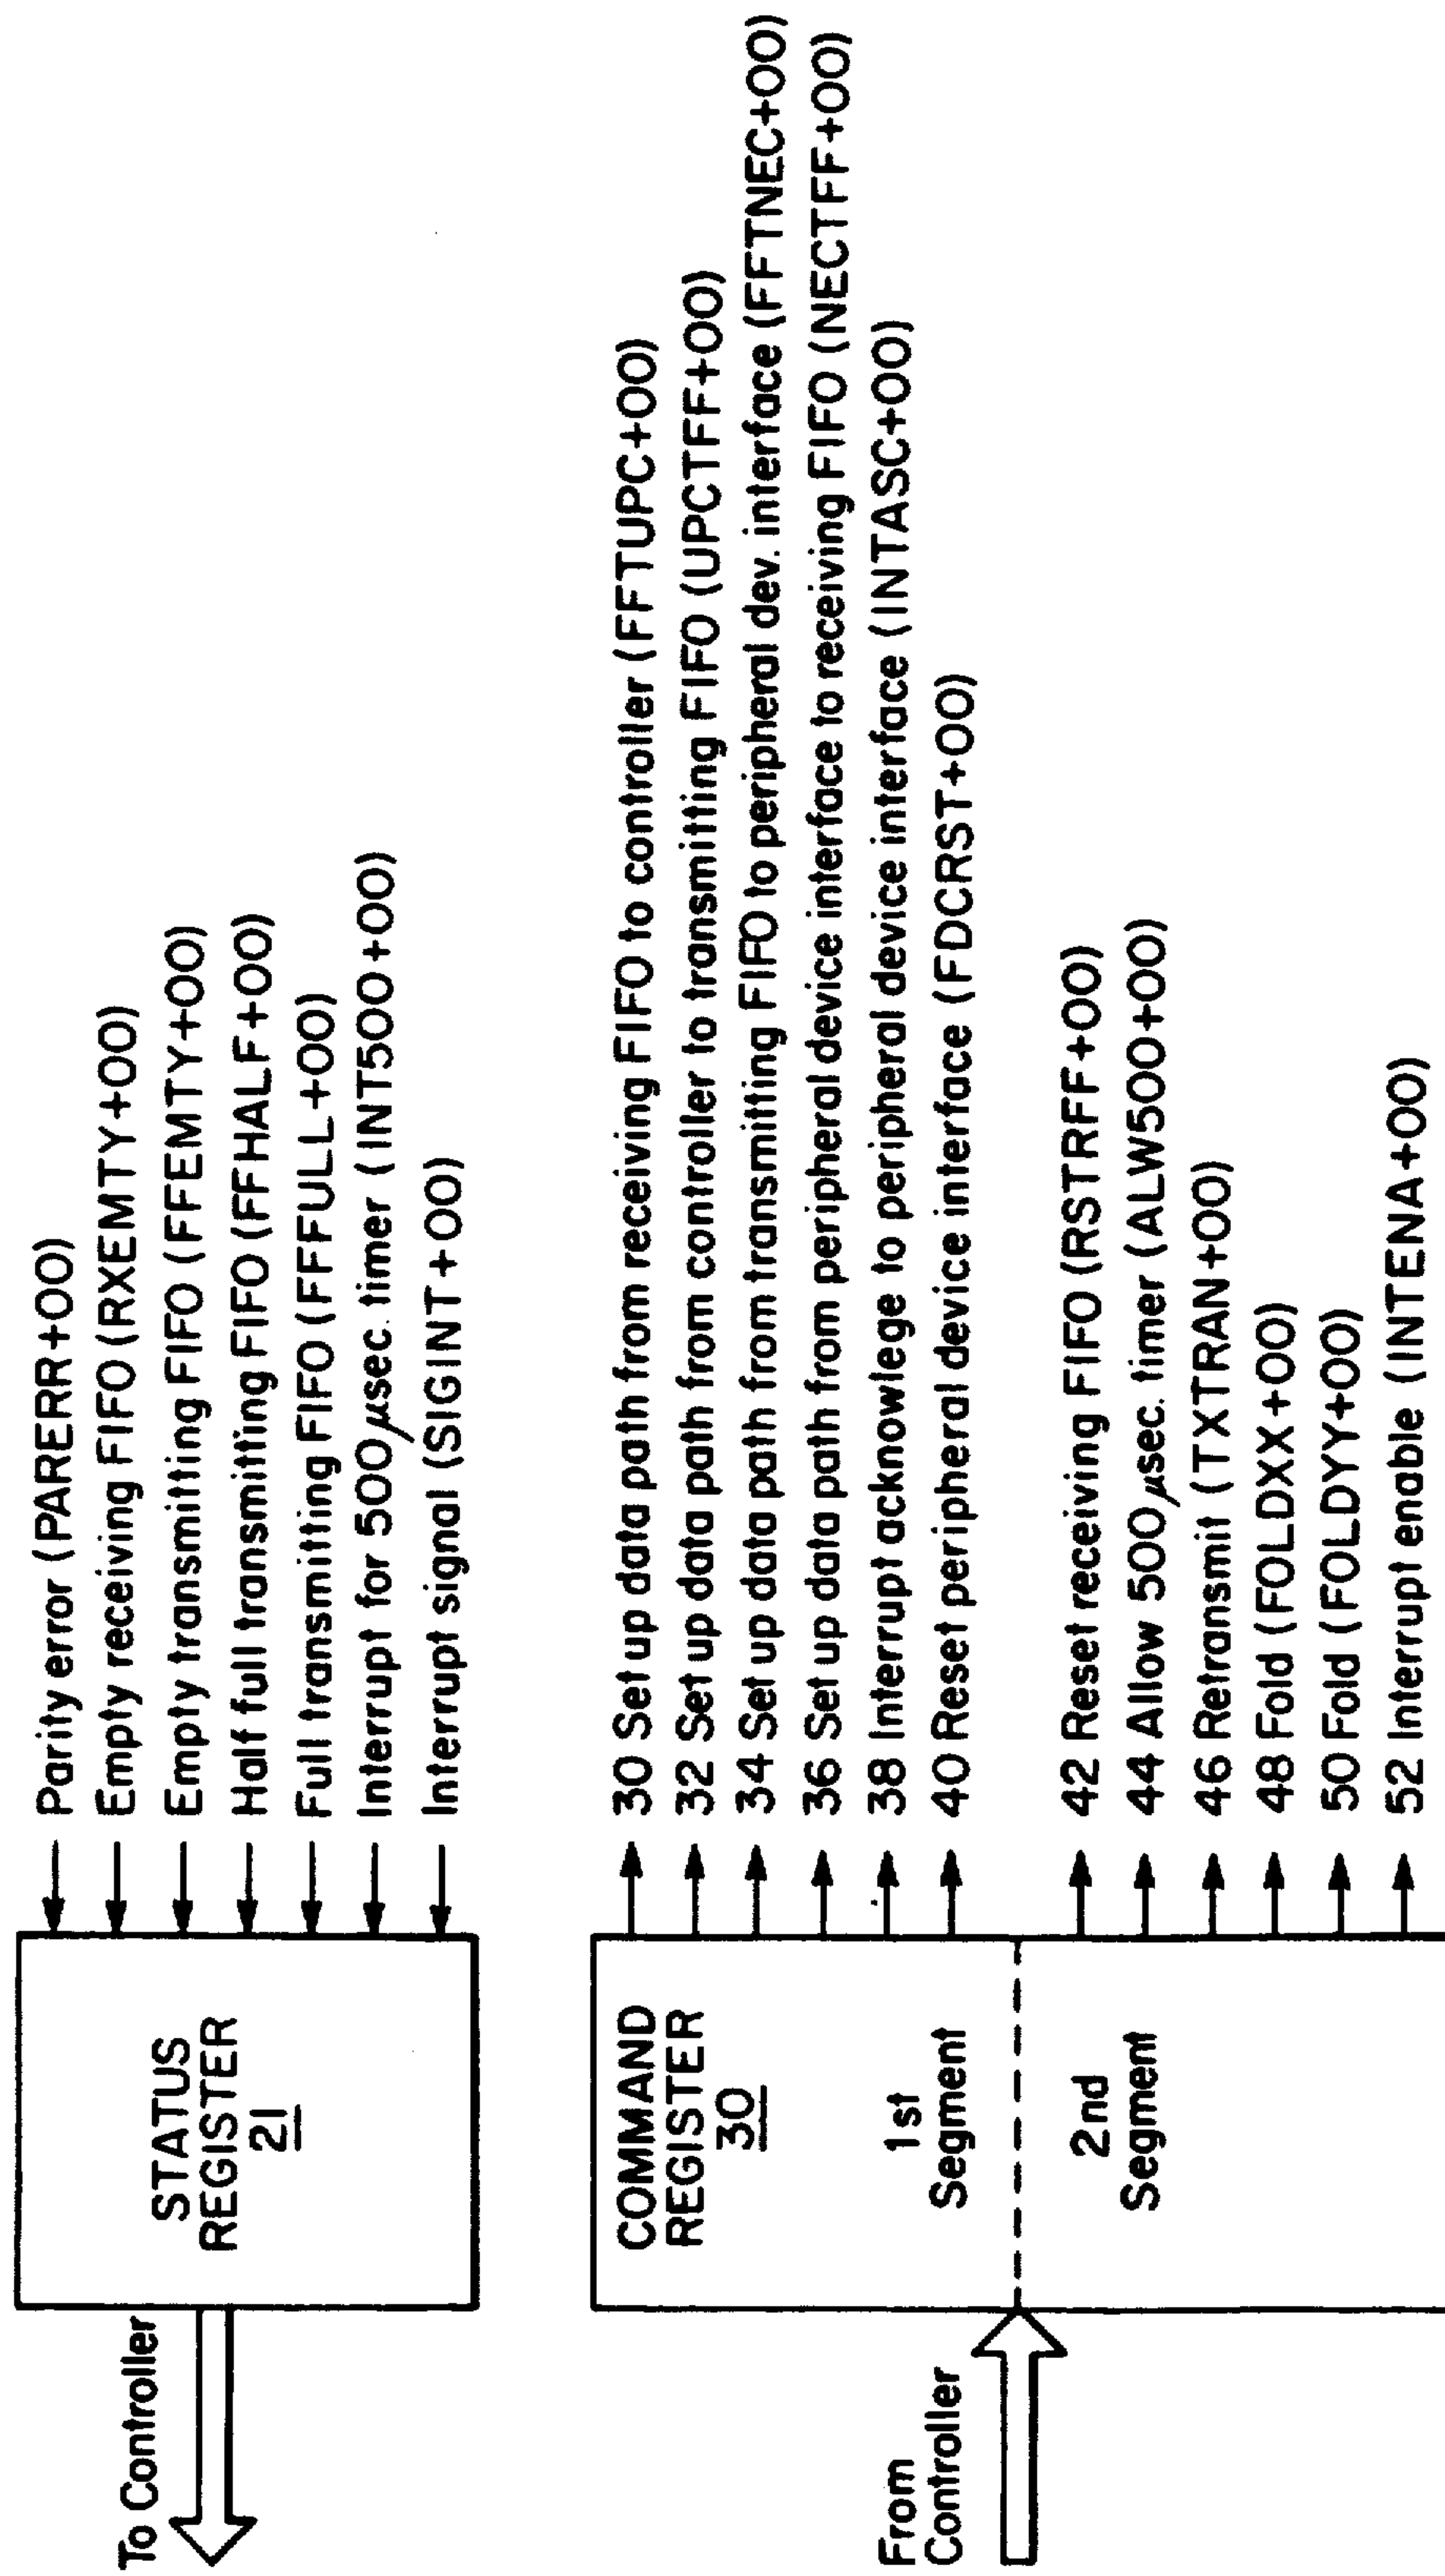 To Controller
STATUS
REGISTER
21
Parity error (PARERR+00)
Empty receiving FIFO (RXEMTY+00)
Empty transmitting FIFO (FFEMTY+00)
Half full transmitting FIFO (FFHALF+00)
Full transmitting FIFO (FFFULL+00)
Interrupt for 500 μsec. timer (INT500+00)
Interrupt signal (SIGINT+00)
From
Controller
COMMAND
REGISTER
30
1st
Segment
2nd
Segment
30 Set up data path from receiving FIFO to controller (FFTUPC+00)
32 Set up data path from controller to transmitting FIFO (UPCTFF+00)
34 Set up data path from transmitting FIFO to peripheral dev. interface (FFTNEC+00)
36 Set up data path from peripheral device interface to receiving FIFO (NECTFF+00)
38 Interrupt acknowlege to peripheral device interface (INTASC+00)
40 Reset peripheral device interface (FDCRST+00)
42 Reset receiving FIFO (RSTRFF+00)
44 Allow 500 μsec. timer (ALW500+00)
46 Retransmit (TXTRAN+00)
48 Fold (FOLDXX+00)
50 Fold (FOLDYY+00)
52 Interrupt enable (INTENA+00)